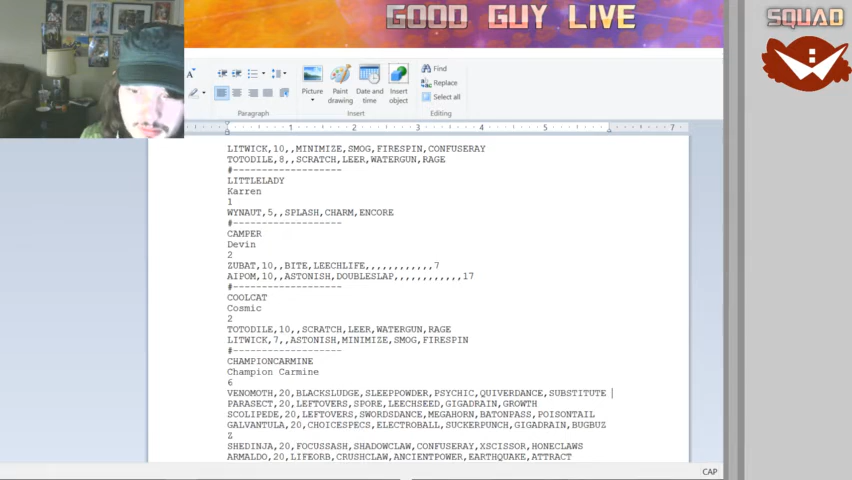 GOOD GUY LIVE
SQUAD
Picture
Paint drawing
Date and time
Insert object
Find
Replace
Select all
Paragraph
Insert
Editing
1
2
3
4
5
7
LITWICK,10,,MINIMIZE,SMOG,FIRESPIN,CONFUSERAY
TOTODILE,8,,SCRATCH,LEER,WATERGUN,RAGE
#-------------------
LITTLELADY
Karren
1
WYNAUT,5,,SPLASH,CHARM,ENCORE
#-------------------
CAMPER
Devin
2
ZUBAT,10,,BITE,LEECHLIFE,,,,,,,,,,,,7
AIPOM,10,,ASTONISH,DOUBLESLAP,,,,,,,,,,,,17
#-------------------
COOLCAT
Cosmic
2
TOTODILE,10,,SCRATCH,LEER,WATERGUN,RAGE
LITWICK,7,,ASTONISH,MINIMIZE,SMOG,FIRESPIN
#-------------------
CHAMPIONCARMINE
Champion Carmine
6
VENOMOTH,20,BLACKSLUDGE,SLEEPPOWDER,PSYCHIC,QUIVERDANCE,SUBSTITUTE
PARASECT,20,LEFTOVERS,SPORE,LEECHSEED,GIGADRAIN,GROWTH
SCOLIPEDE,20,LEFTOVERS,SWORDSDANCE,MEGAHORN,BATONPASS,POISONTAIL
GALVANTULA,20,CHOICESPECS,ELECTROBALL,SUCKERPUNCH,GIGADRAIN,BUGBUZ
Z
SHEDINJA,20,FOCUSSASH,SHADOWCLAW,CONFUSERAY,XSCISSOR,HONECLAWS
ARMALDO,20,LIFEORB,CRUSHCLAW,ANCIENTPOWER,EARTHQUAKE,ATTRACT
CAP